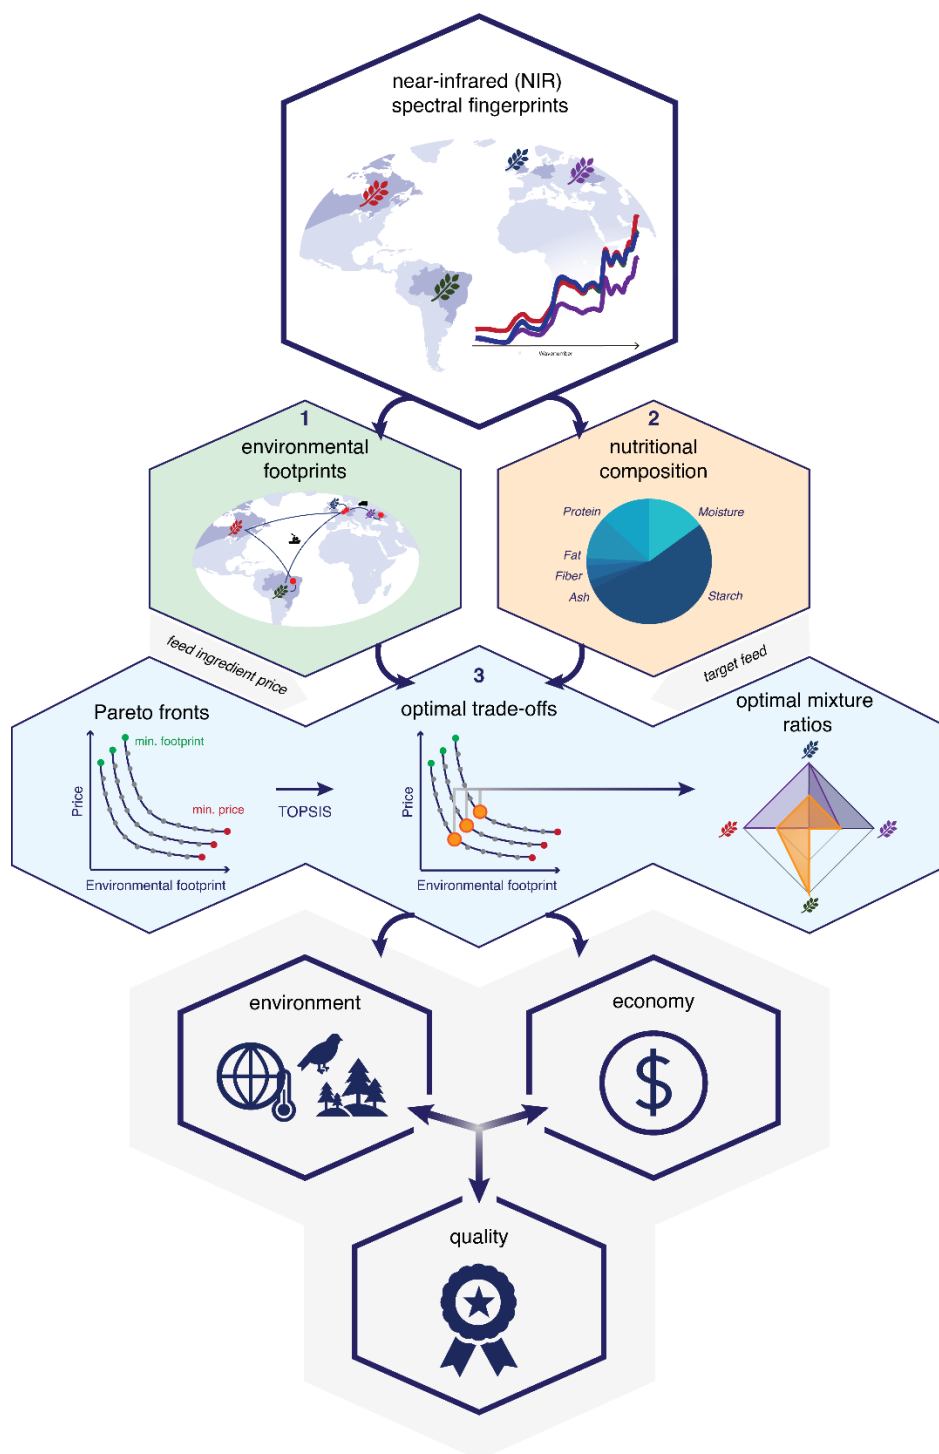 near-infrared (NIR)
spectral fingerprints
Wavenumber
1
environmental
footprints
2
nutritional
composition
Protein
Moisture
Fat
Fiber
Ash
Starch
feed ingredient price
target feed
3
Pareto fronts
optimal trade-offs
optimal mixture
ratios
min. footprint
min. price
Price
Environmental footprint
TOPSIS
Price
Environmental footprint
environment
economy
quality